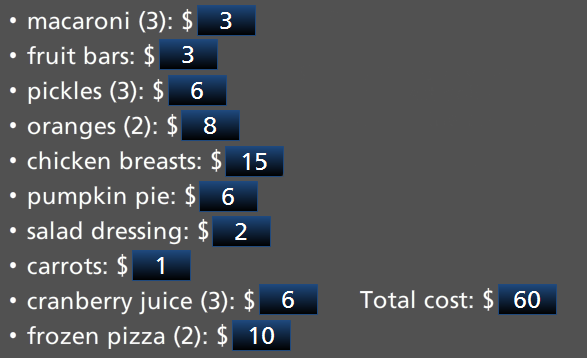 • macaroni (3): $ 3
• fruit bars: $ 3
• pickles (3): $ 6
• oranges (2): $ 8
• chicken breasts: $ 15
• pumpkin pie: $ 6
• salad dressing: $ 2
• carrots: $ 1
• cranberry juice (3): $ 6 Total cost: $ 60
• frozen pizza (2): $ 10